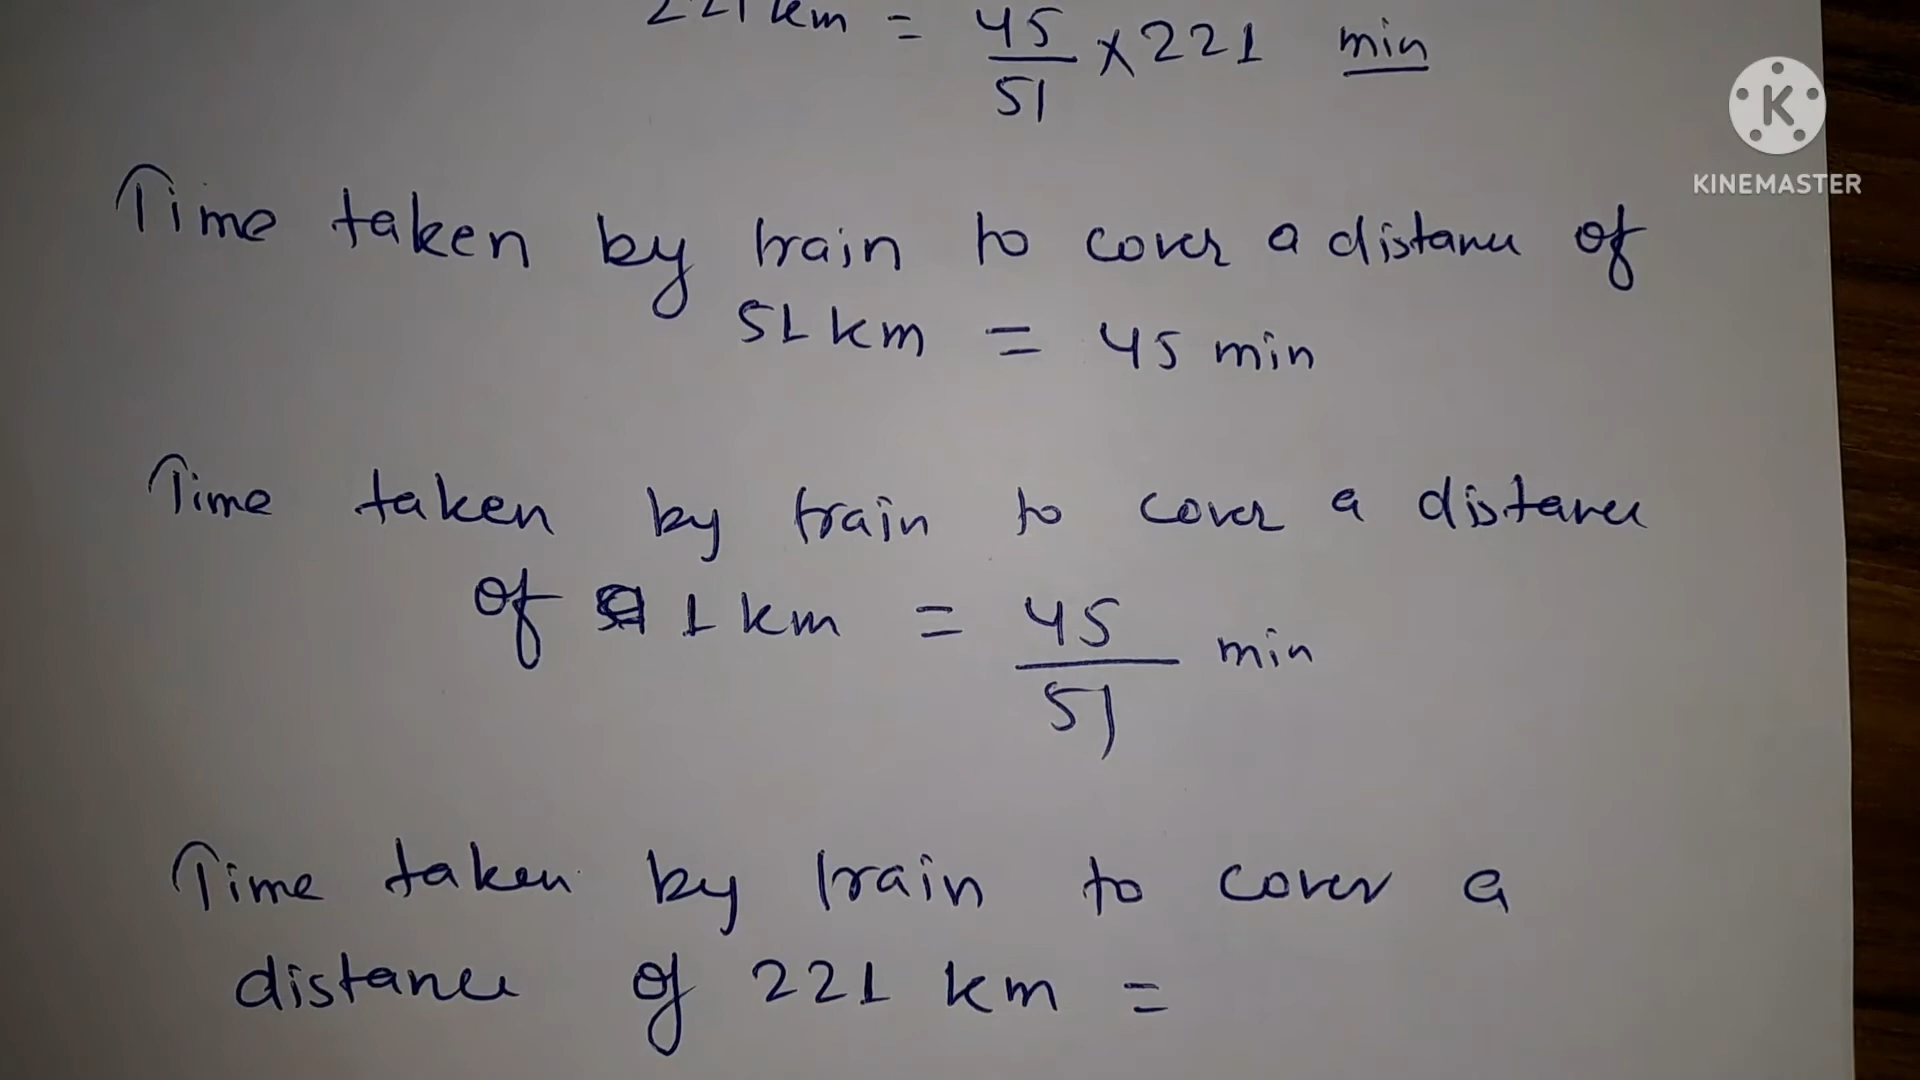 221 km = 45/51 × 221 min
K
KINEMASTER
Time taken by train to cover a distance of
51 km = 45 min
Time taken by train to cover a distance
of 1 km = 45/51 min
Time taken by train to cover a
distance of 221 km =